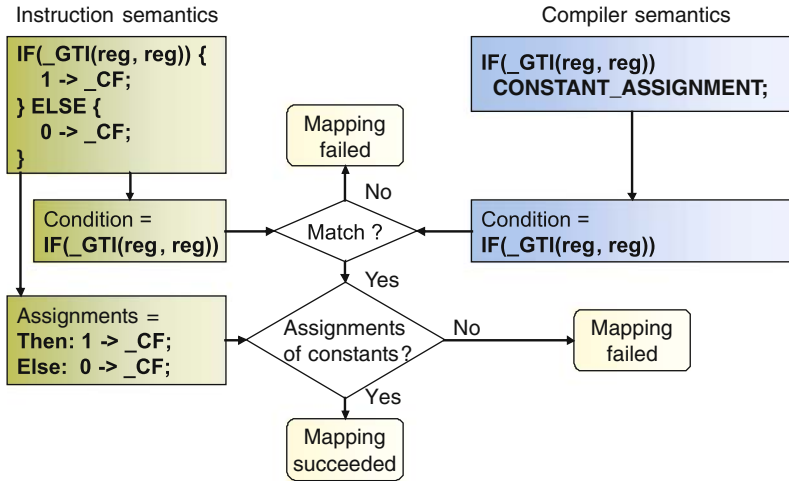 Instruction semantics
Compiler semantics
IF(_GTI(reg, reg)) {
1 -> _CF;
} ELSE {
0 -> _CF;
}
IF(_GTI(reg, reg))
CONSTANT_ASSIGNMENT;
Mapping
failed
No
Condition =
IF(_GTI(reg, reg))
Match ?
Condition =
IF(_GTI(reg, reg))
Yes
Assignments =
Then: 1 -> _CF;
Else: 0 -> _CF;
Assignments
of constants?
No
Mapping
failed
Yes
Mapping
succeeded